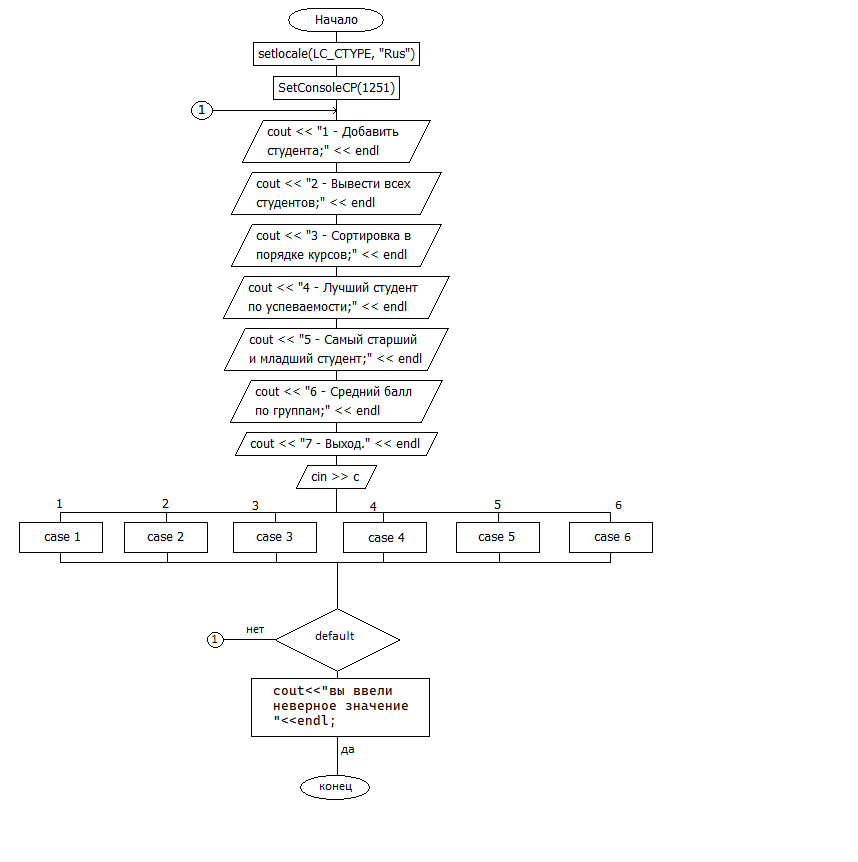 Начало
setlocale(LC_CTYPE, "Rus")
SetConsoleCP(1251)
1
cout << "1 - Добавить
студента;" << endl
cout << "2 - Вывести всех
студентов;" << endl
cout << "3 - Сортировка в
порядке курсов;" << endl
cout << "4 - Лучший студент
по успеваемости;" << endl
cout << "5 - Самый старший
и младший студент;" << endl
cout << "6 - Средний балл
по группам;" << endl
cout << "7 - Выход." << endl
cin >> c
1 2 3 4 5 6
case 1 case 2 case 3 case 4 case 5 case 6
1 нет default
cout<<"вы ввели
неверное значение
"<<endl;
да
конец